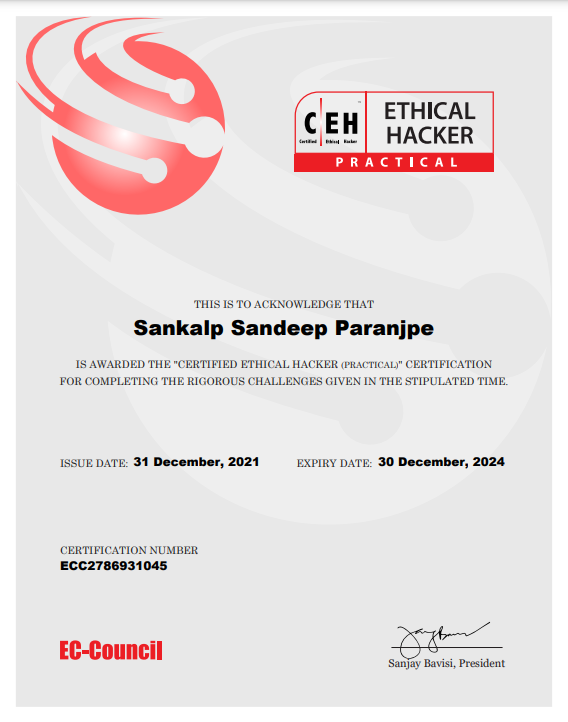 C|EH
Certified Ethical Hacker
ETHICAL
HACKER
PRACTICAL
THIS IS TO ACKNOWLEDGE THAT
Sankalp Sandeep Paranjpe
IS AWARDED THE "CERTIFIED ETHICAL HACKER (PRACTICAL)" CERTIFICATION
FOR COMPLETING THE RIGOROUS CHALLENGES GIVEN IN THE STIPULATED TIME.
ISSUE DATE: 31 December, 2021 EXPIRY DATE: 30 December, 2024
CERTIFICATION NUMBER
ECC2786931045
EC-Council
Sanjay Bavisi, President